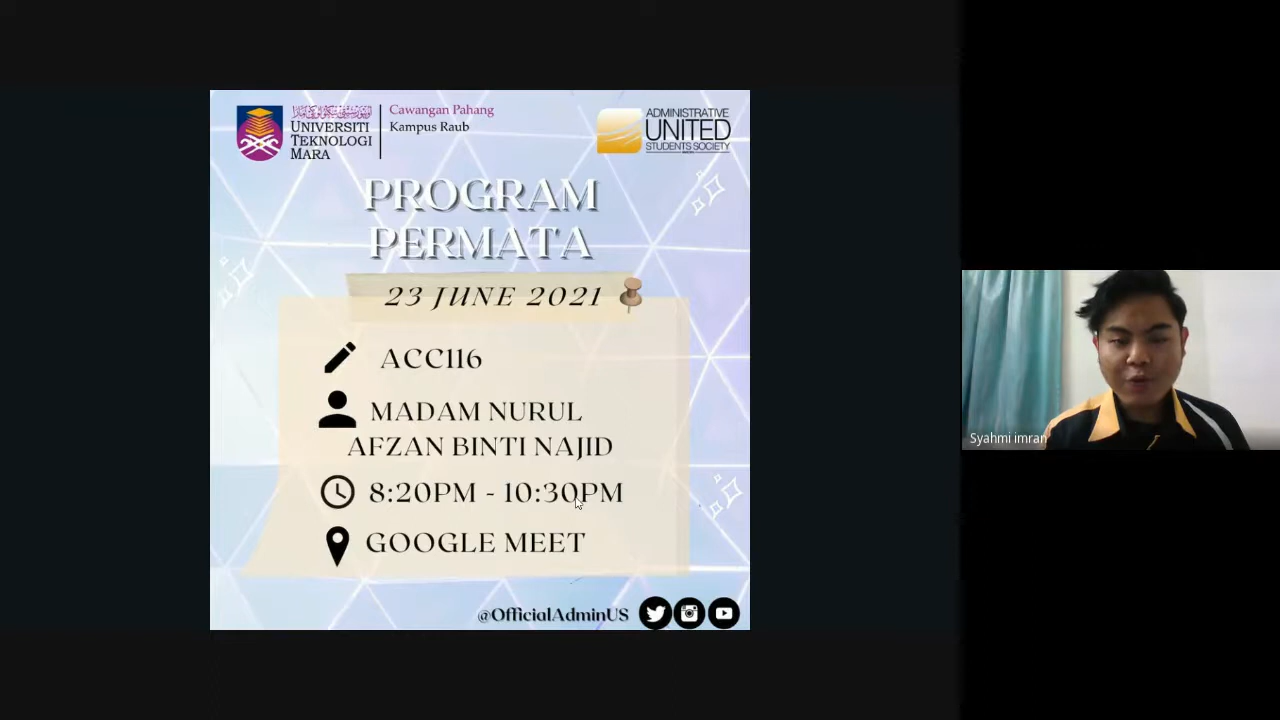 UNIVERSITI
TEKNOLOGI
MARA
Cawangan Pahang
Kampus Raub
ADMINISTRATIVE
UNITED
STUDENTS SOCIETY
PROGRAM
PERMATA
23 JUNE 2021
ACC116
MADAM NURUL
AFZAN BINTI NAJID
8:20PM - 10:30PM
GOOGLE MEET
@OfficialAdminUS
Syahmi imran